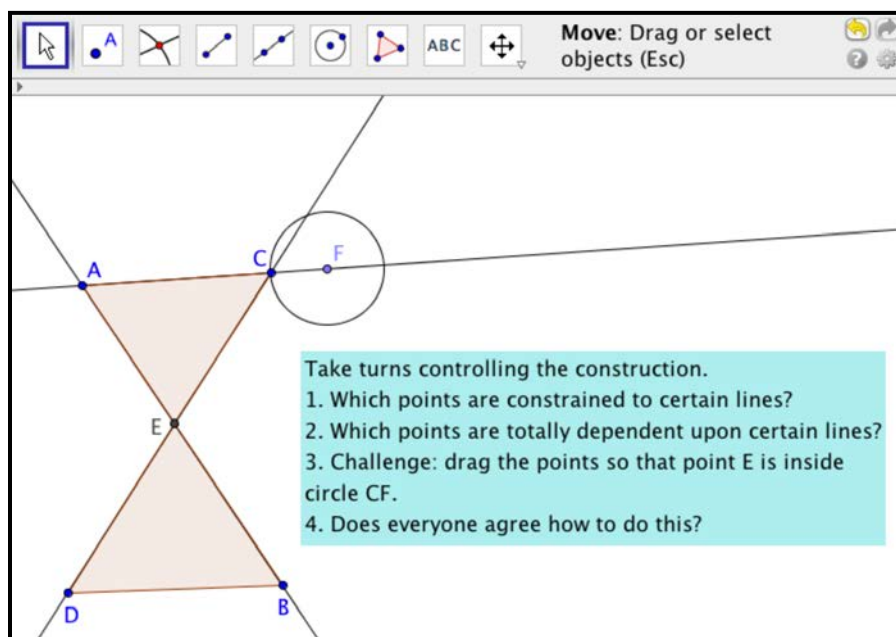 A
ABC
Move: Drag or select
objects (Esc)
A
C
F
E
D
B
Take turns controlling the construction.
1. Which points are constrained to certain lines?
2. Which points are totally dependent upon certain lines?
3. Challenge: drag the points so that point E is inside
circle CF.
4. Does everyone agree how to do this?